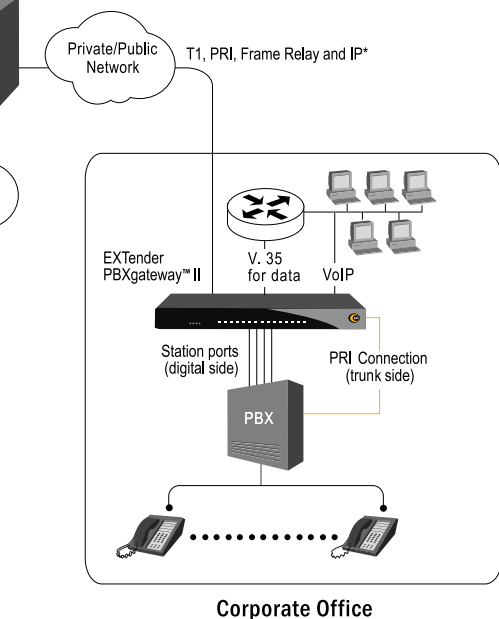 Private/Public
Network
T1, PRI, Frame Relay and IP*
EXTender
PBXgateway™ II
V. 35
for data
VoIP
Station ports
(digital side)
PRI Connection
(trunk side)
PBX
Corporate Office